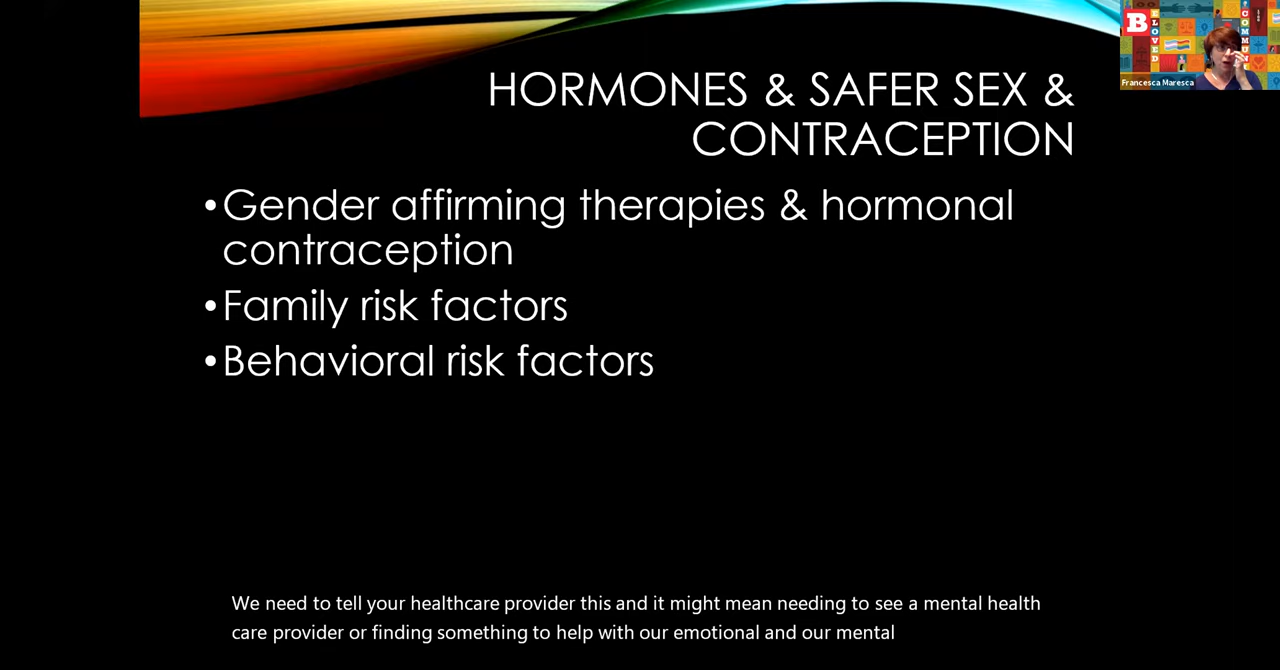 HORMONES & SAFER SEX &
CONTRACEPTION
•Gender affirming therapies & hormonal
contraception
•Family risk factors
•Behavioral risk factors
We need to tell your healthcare provider this and it might mean needing to see a mental health
care provider or finding something to help with our emotional and our mental
B
BELOVED
COMMUN
Francesca Maresca